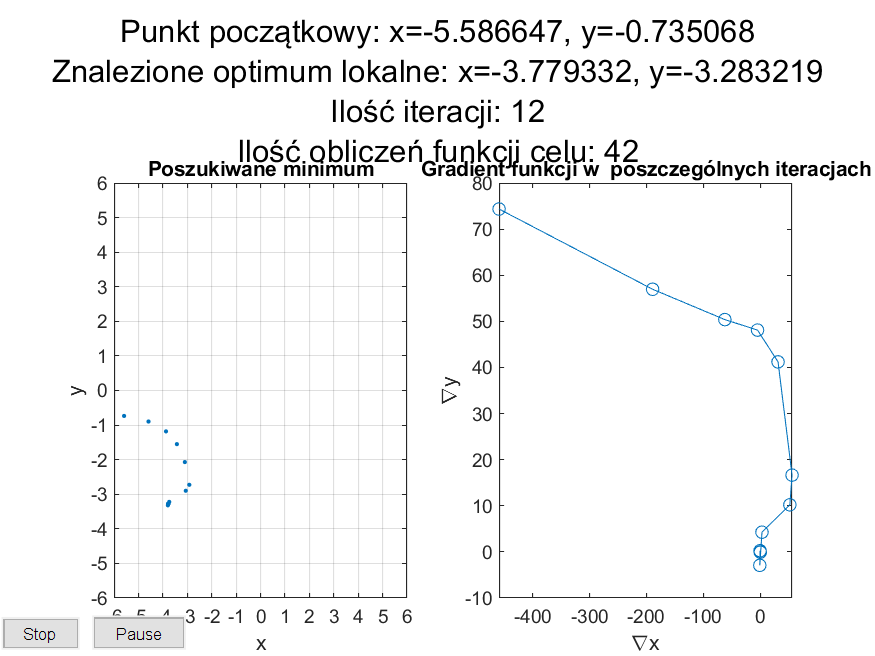 Punkt początkowy: x=-5.586647, y=-0.735068
Znalezione optimum lokalne: x=-3.779332, y=-3.283219
Ilość iteracji: 12
Ilość obliczeń funkcji celu: 42
Poszukiwane minimum
6
5
4
3
2
1
0
-1
-2
-3
-4
-5
-6
y
-3 -2 -1 0 1 2 3 4 5 6
x
Gradient funkcji w poszczególnych iteracjach
80
70
60
50
40
30
20
10
0
-10
∇y
-400 -300 -200 -100 0
∇x
Stop
Pause